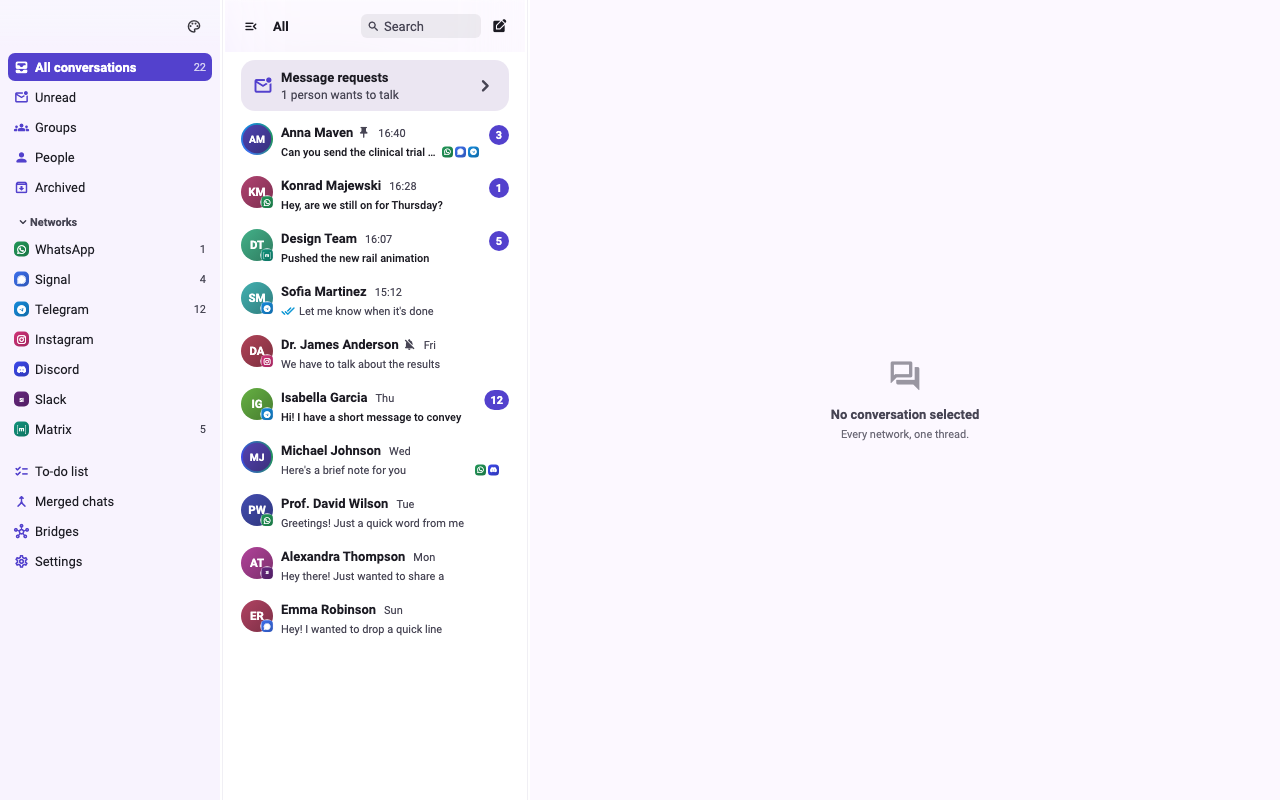 All conversations 22
Unread
Groups
People
Archived
Networks
WhatsApp 1
Signal 4
Telegram 12
Instagram
Discord
Slack
Matrix 5
To-do list
Merged chats
Bridges
Settings
All
Search
Message requests
1 person wants to talk
AM
Anna Maven 16:40
Can you send the clinical trial …
3
KM
Konrad Majewski 16:28
Hey, are we still on for Thursday?
1
DT
Design Team 16:07
Pushed the new rail animation
5
SM
Sofia Martinez 15:12
Let me know when it's done
DA
Dr. James Anderson Fri
We have to talk about the results
IG
Isabella Garcia Thu
Hi! I have a short message to convey
12
MJ
Michael Johnson Wed
Here's a brief note for you
PW
Prof. David Wilson Tue
Greetings! Just a quick word from me
AT
Alexandra Thompson Mon
Hey there! Just wanted to share a
ER
Emma Robinson Sun
Hey! I wanted to drop a quick line
No conversation selected
Every network, one thread.